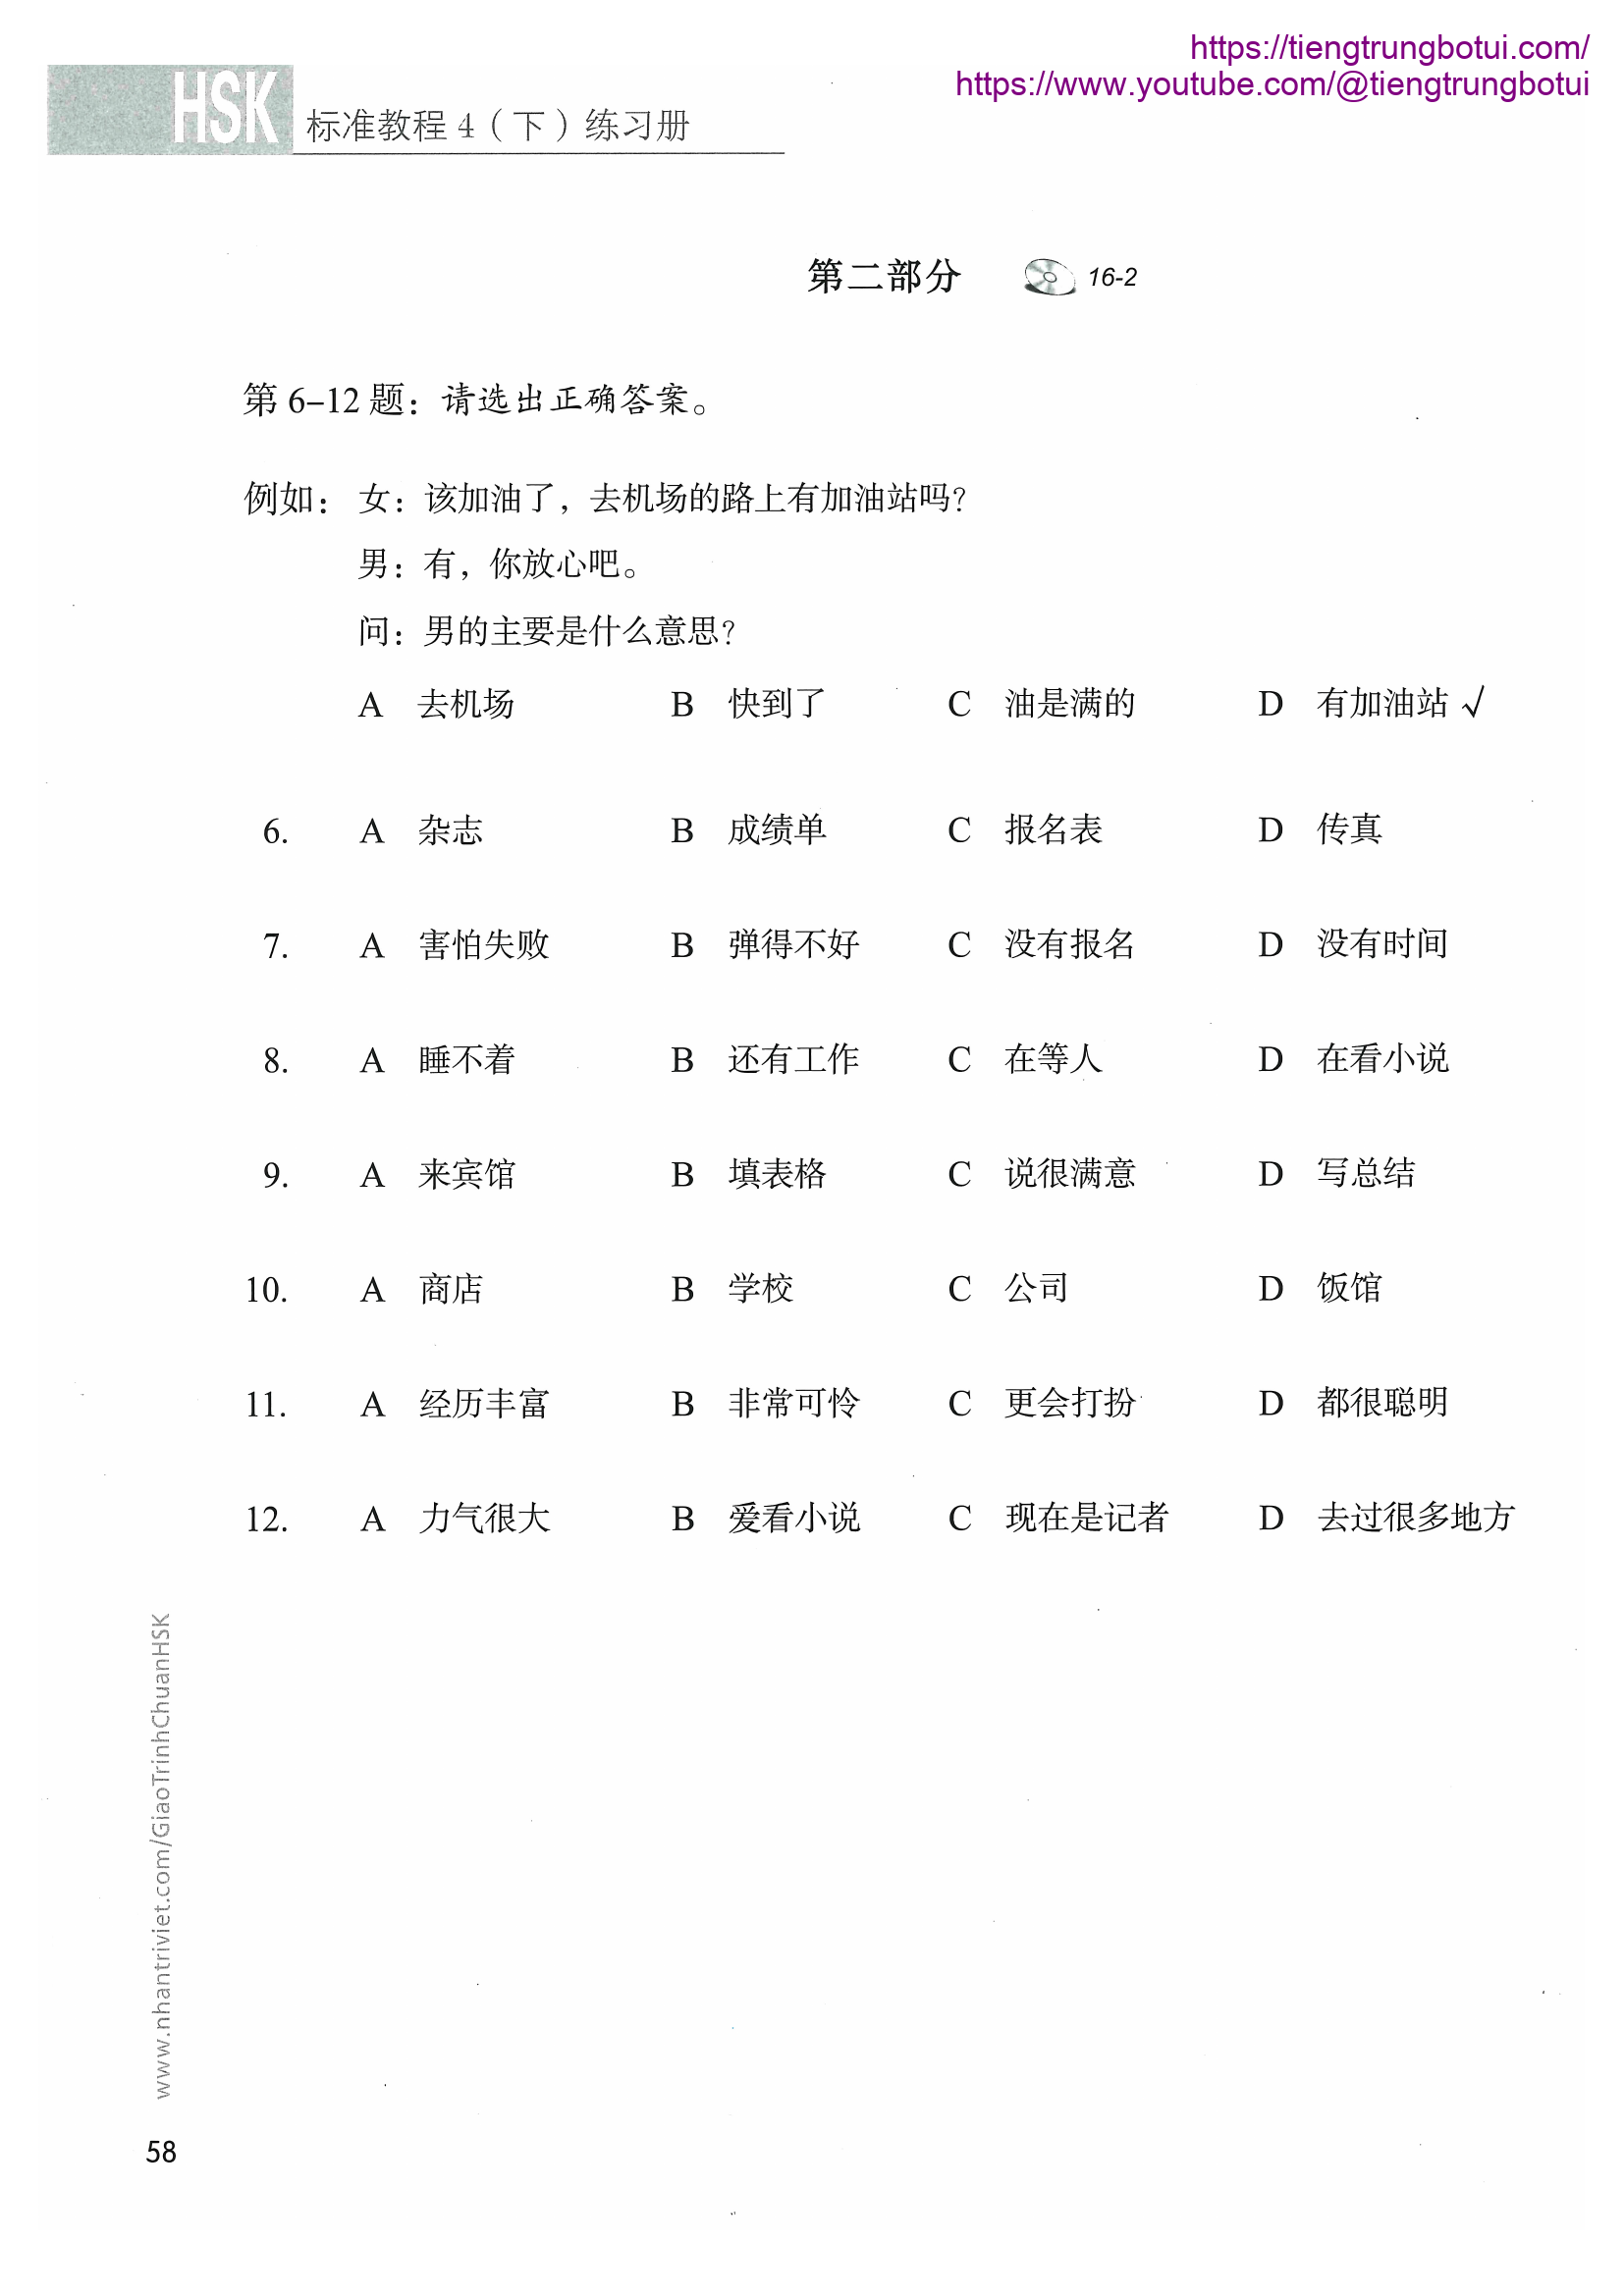 https://tiengtrungbotui.com/
https://www.youtube.com/@tiengtrungbotui
HSK 标准教程 4（下）练习册
第二部分 16-2
第 6–12 题：请选出正确答案。
例如：女：该加油了，去机场的路上有加油站吗？
男：有，你放心吧。
问：男的主要是什么意思？
A 去机场 B 快到了 C 油是满的 D 有加油站 √
6. A 杂志 B 成绩单 C 报名表 D 传真
7. A 害怕失败 B 弹得不好 C 没有报名 D 没有时间
8. A 睡不着 B 还有工作 C 在等人 D 在看小说
9. A 来宾馆 B 填表格 C 说很满意 D 写总结
10. A 商店 B 学校 C 公司 D 饭馆
11. A 经历丰富 B 非常可怜 C 更会打扮 D 都很聪明
12. A 力气很大 B 爱看小说 C 现在是记者 D 去过很多地方
www.nhantriviet.com/GiaoTrinhChuanHSK
58